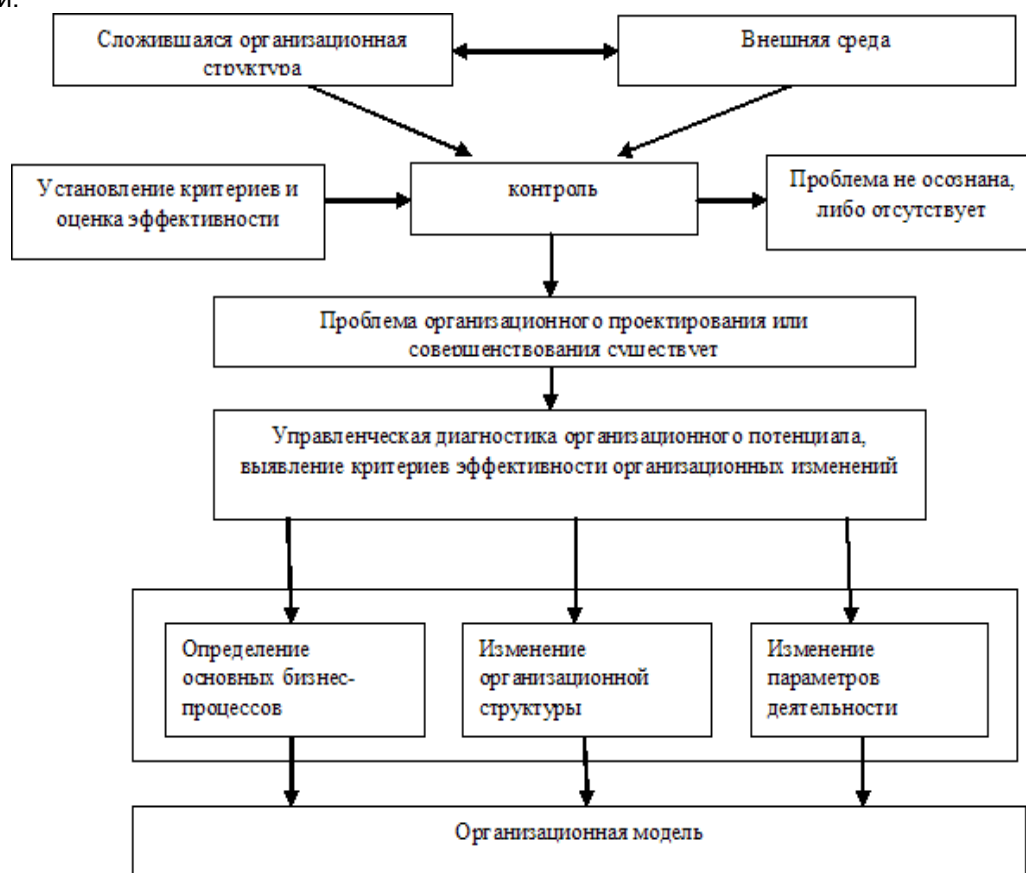 и.
Сложившаяся организационная
структура
Внешняя среда
Установление критериев и
оценка эффективности
контроль
Проблема не осознана,
либо отсутствует
Проблема организационного проектирования или
совершенствования существует
Управленческая диагностика организационного потенциала,
выявление критериев эффективности организационных изменений
Определение
основных бизнес-
процессов
Изменение
организационной
структуры
Изменение
параметров
деятельности
Организационная модель